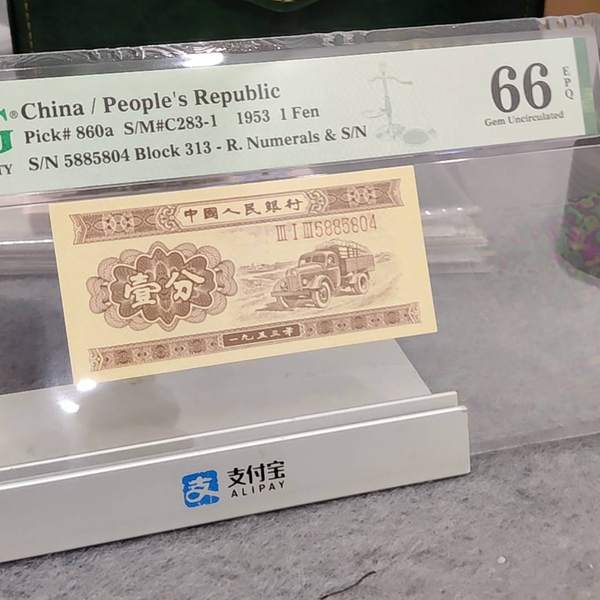 China / People's Republic
Pick# 860a S/M#C283-1 1953 1 Fen
S/N 5885804 Block 313 - R. Numerals & S/N
66
EPQ
Gem Uncirculated
中國人民銀行
III I III 5885804
壹分
一九五三年
支 支付宝
ALIPAY